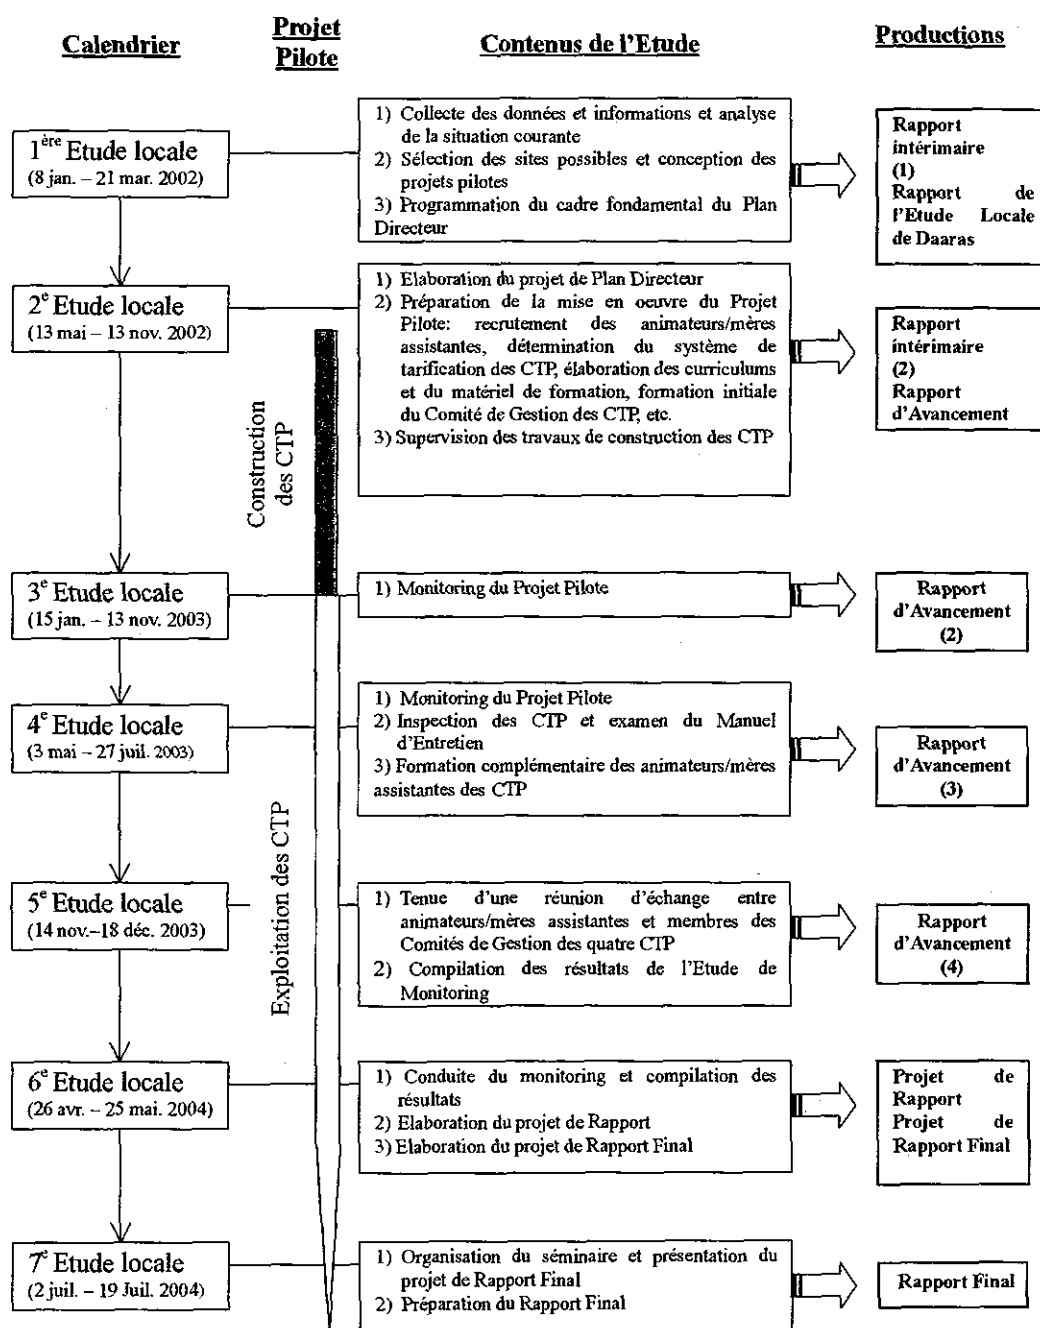 Calendrier
Projet
Pilote
Contenus de l'Etude
Productions
1ère Etude locale
(8 jan. – 21 mar. 2002)
1) Collecte des données et informations et analyse
de la situation courante
2) Sélection des sites possibles et conception des
projets pilotes
3) Programmation du cadre fondamental du Plan
Directeur
Rapport
intérimaire
(1)
Rapport de
l'Etude Locale
de Daaras
2e Etude locale
(13 mai – 13 nov. 2002)
1) Elaboration du projet de Plan Directeur
2) Préparation de la mise en oeuvre du Projet
Pilote: recrutement des animateurs/mères
assistantes, détermination du système de
tarification des CTP, élaboration des curriculums
et du matériel de formation, formation initiale
du Comité de Gestion des CTP, etc.
3) Supervision des travaux de construction des CTP
Rapport
intérimaire
(2)
Rapport
d'Avancement
Construction
des CTP
3e Etude locale
(15 jan. – 13 nov. 2003)
1) Monitoring du Projet Pilote
Rapport
d'Avancement
(2)
4e Etude locale
(3 mai – 27 juil. 2003)
1) Monitoring du Projet Pilote
2) Inspection des CTP et examen du Manuel
d'Entretien
3) Formation complémentaire des animateurs/mères
assistantes des CTP
Rapport
d'Avancement
(3)
Exploitation des CTP
5e Etude locale
(14 nov.–18 déc. 2003)
1) Tenue d'une réunion d'échange entre
animateurs/mères assistantes et membres des
Comités de Gestion des quatre CTP
2) Compilation des résultats de l'Etude de
Monitoring
Rapport
d'Avancement
(4)
6e Etude locale
(26 avr. – 25 mai. 2004)
1) Conduite du monitoring et compilation des
résultats
2) Elaboration du projet de Rapport
3) Elaboration du projet de Rapport Final
Projet de
Rapport
Projet de
Rapport Final
7e Etude locale
(2 juil. – 19 Juil. 2004)
1) Organisation du séminaire et présentation du
projet de Rapport Final
2) Préparation du Rapport Final
Rapport Final